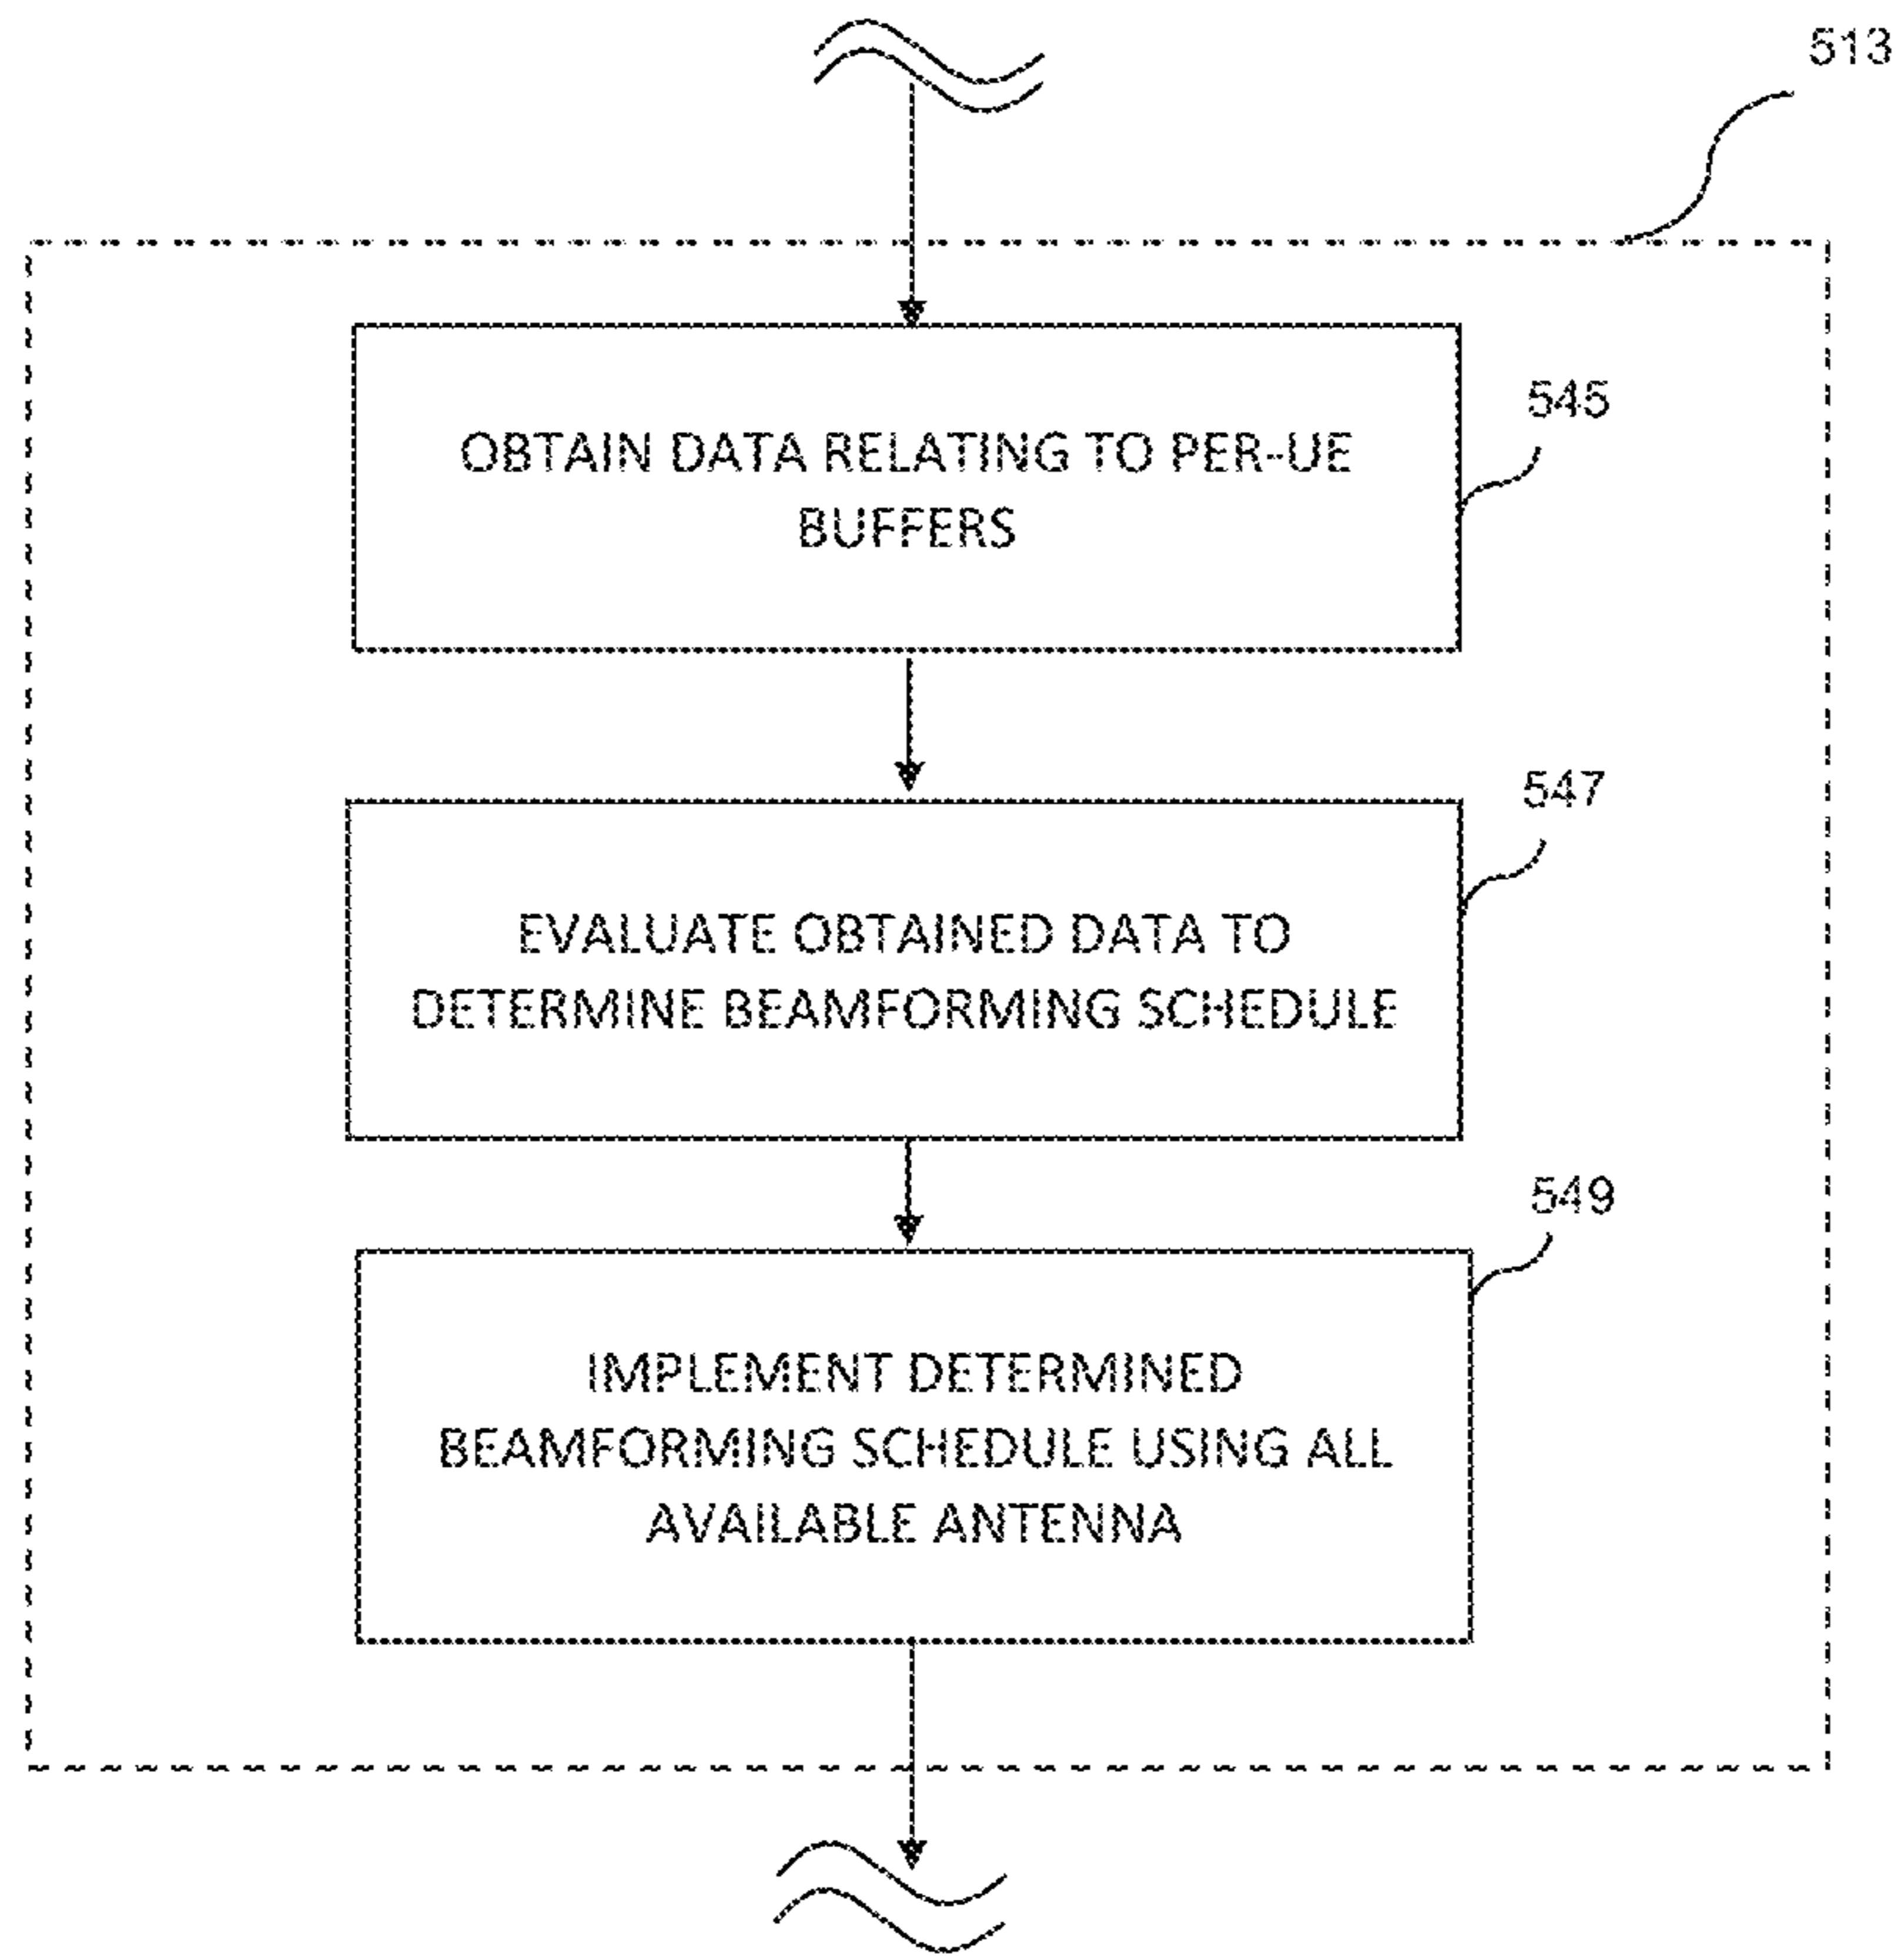 513
OBTAIN DATA RELATING TO PER-UE
BUFFERS
545
EVALUATE OBTAINED DATA TO
DETERMINE BEAMFORMING SCHEDULE
547
IMPLEMENT DETERMINED
BEAMFORMING SCHEDULE USING ALL
AVAILABLE ANTENNA
549